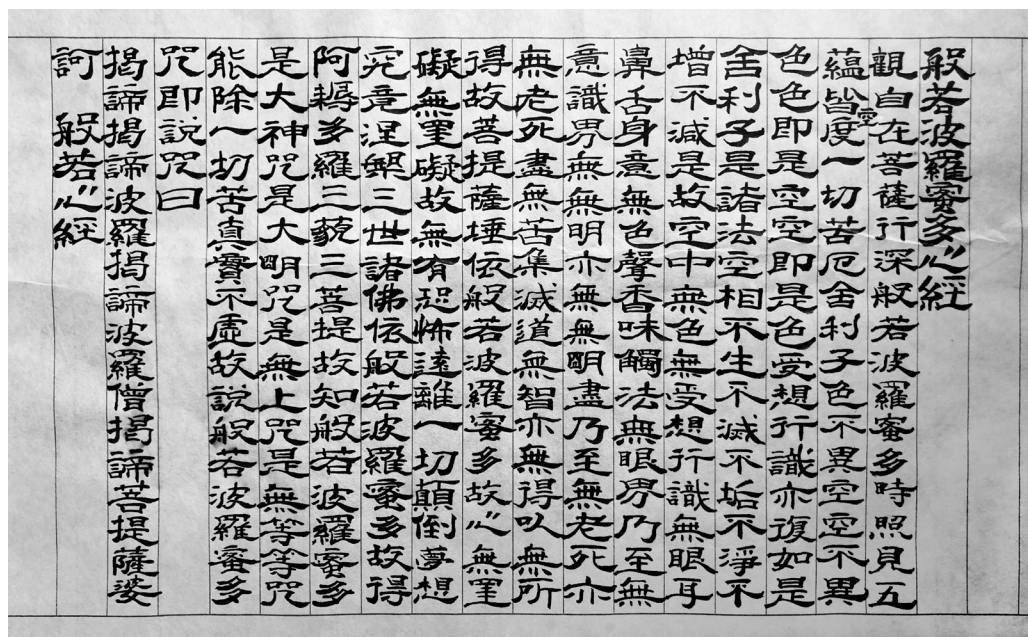 般若波羅蜜多心經
觀自在菩薩行深般若波羅蜜多時照見五
蘊皆空度一切苦厄舍利子色不異空空不異
色色即是空空即是色受想行識亦復如是
舍利子是諸法空相不生不滅不垢不淨不
增不減是故空中無色無受想行識無眼耳
鼻舌身意無色聲香味觸法無眼界乃至無
意識界無無明亦無無明盡乃至無老死亦
無老死盡無苦集滅道無智亦無得以無所
得故菩提薩埵依般若波羅蜜多故心無罣
礙無罣礙故無有恐怖遠離一切顛倒夢想
究竟涅槃三世諸佛依般若波羅蜜多故得
阿耨多羅三藐三菩提故知般若波羅蜜多
是大神咒是大明咒是無上咒是無等等咒
能除一切苦真實不虛故說般若波羅蜜多
咒即說咒曰
揭諦揭諦波羅揭諦波羅僧揭諦菩提薩婆
訶 般若心經